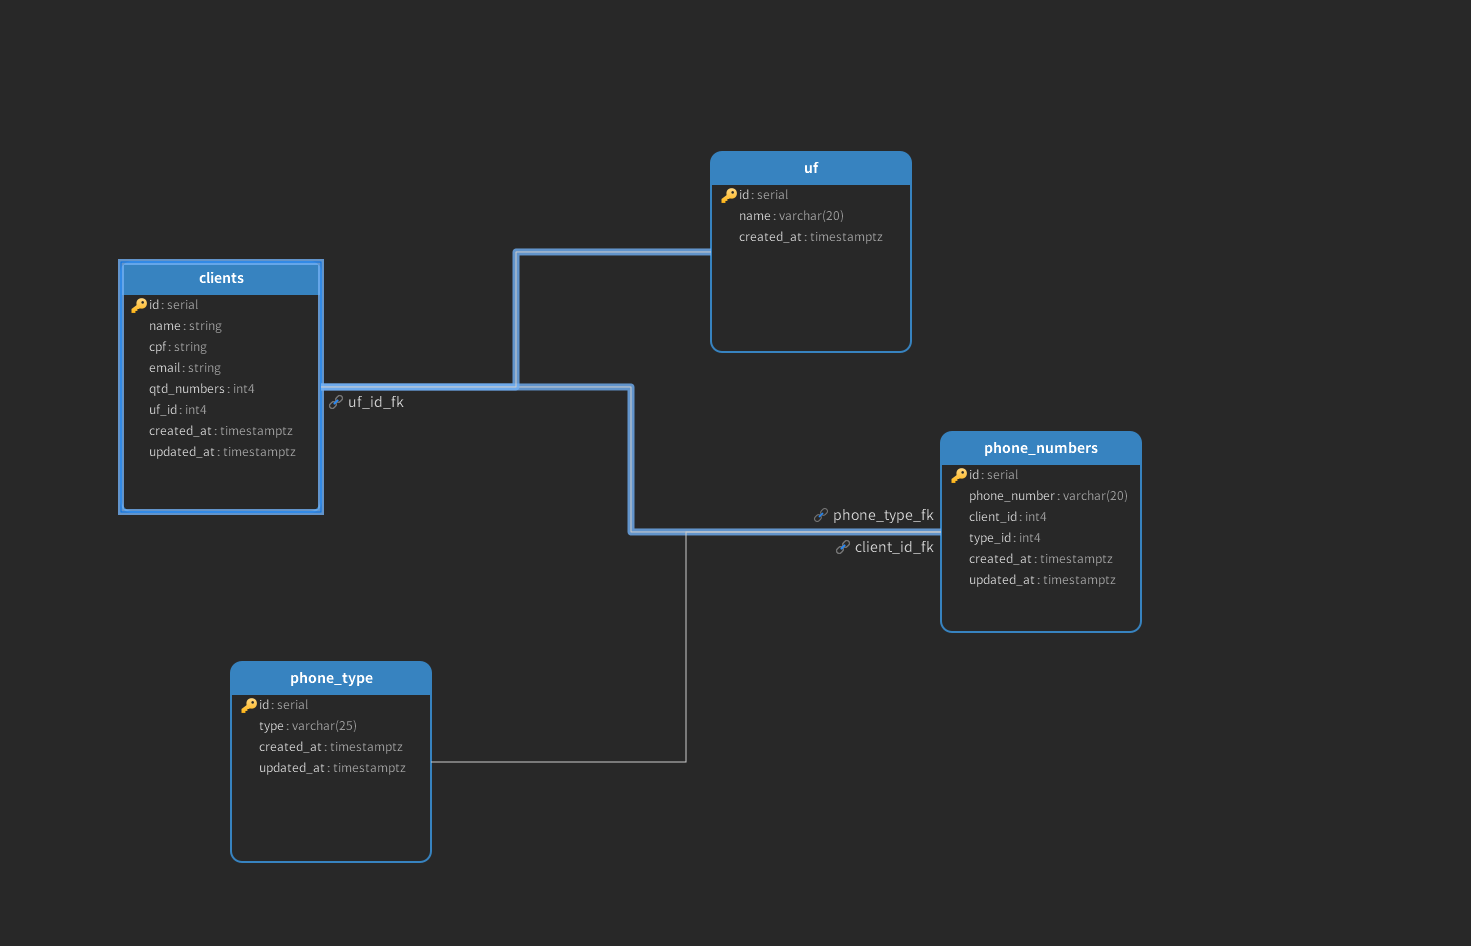 uf
🔑 id: serial
name: varchar(20)
created_at: timestamptz
clients
🔑 id: serial
name: string
cpf: string
email: string
qtd_numbers: int4
uf_id: int4
created_at: timestamptz
updated_at: timestamptz
🔗 uf_id_fk
phone_numbers
🔑 id: serial
phone_number: varchar(20)
client_id: int4
type_id: int4
created_at: timestamptz
updated_at: timestamptz
🔗 phone_type_fk
🔗 client_id_fk
phone_type
🔑 id: serial
type: varchar(25)
created_at: timestamptz
updated_at: timestamptz